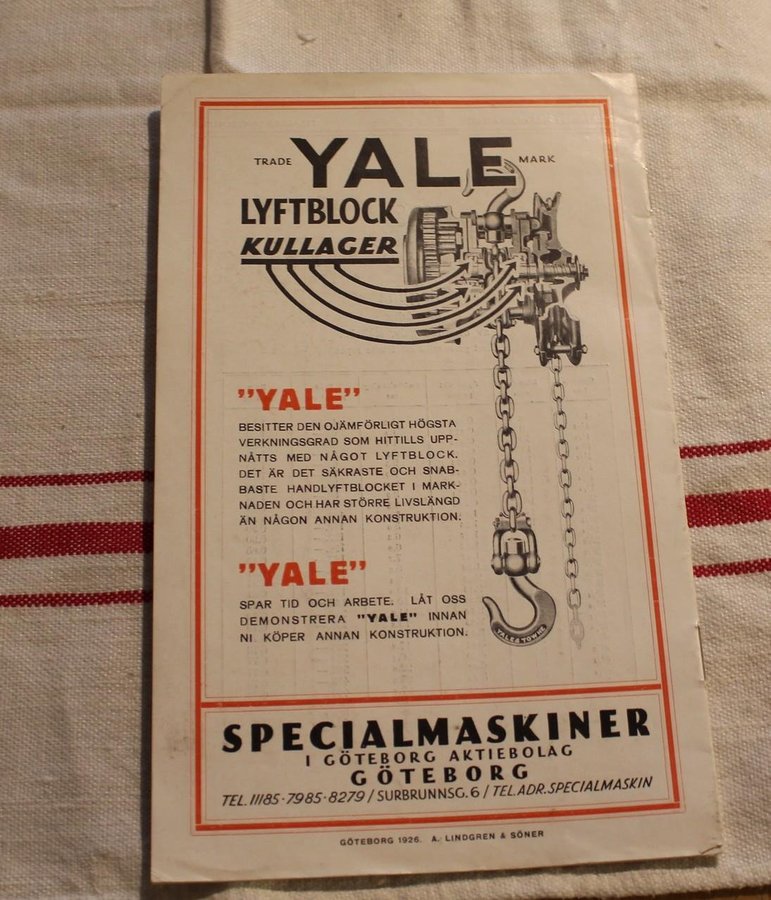 TRADE YALE MARK
LYFTBLOCK
KULLAGER
"YALE"
BESITTER DEN OJÄMFÖRLIGT HÖGSTA
VERKNINGSGRAD SOM HITTILLS UPP-
NÅTTS MED NÅGOT LYFTBLOCK.
DET ÄR DET SÄKRASTE OCH SNAB-
BASTE HANDLYFTBLOCKET I MARK-
NADEN OCH HAR STÖRRE LIVSLÄNGD
ÄN NÅGON ANNAN KONSTRUKTION.
"YALE"
SPAR TID OCH ARBETE. LÅT OSS
DEMONSTRERA "YALE" INNAN
NI KÖPER ANNAN KONSTRUKTION.
YALE & TOWNE
SPECIALMASKINER
I GÖTEBORG AKTIEBOLAG
GÖTEBORG
TEL. 11185 · 7985 · 8279 / SURBRUNNSG. 6 / TEL. ADR. SPECIALMASKIN
GÖTEBORG 1926. A. LINDGREN & SÖNER